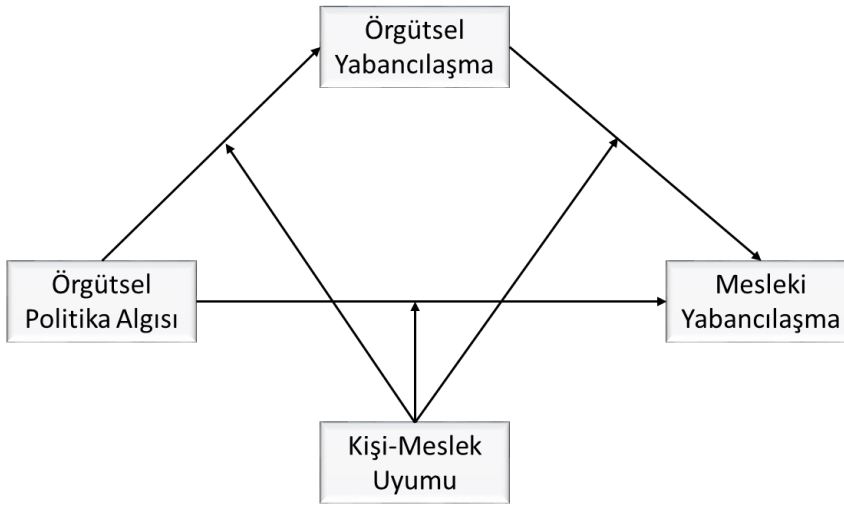 Örgütsel
Yabancılaşma
Örgütsel
Politika Algısı
Mesleki
Yabancılaşma
Kişi-Meslek
Uyumu